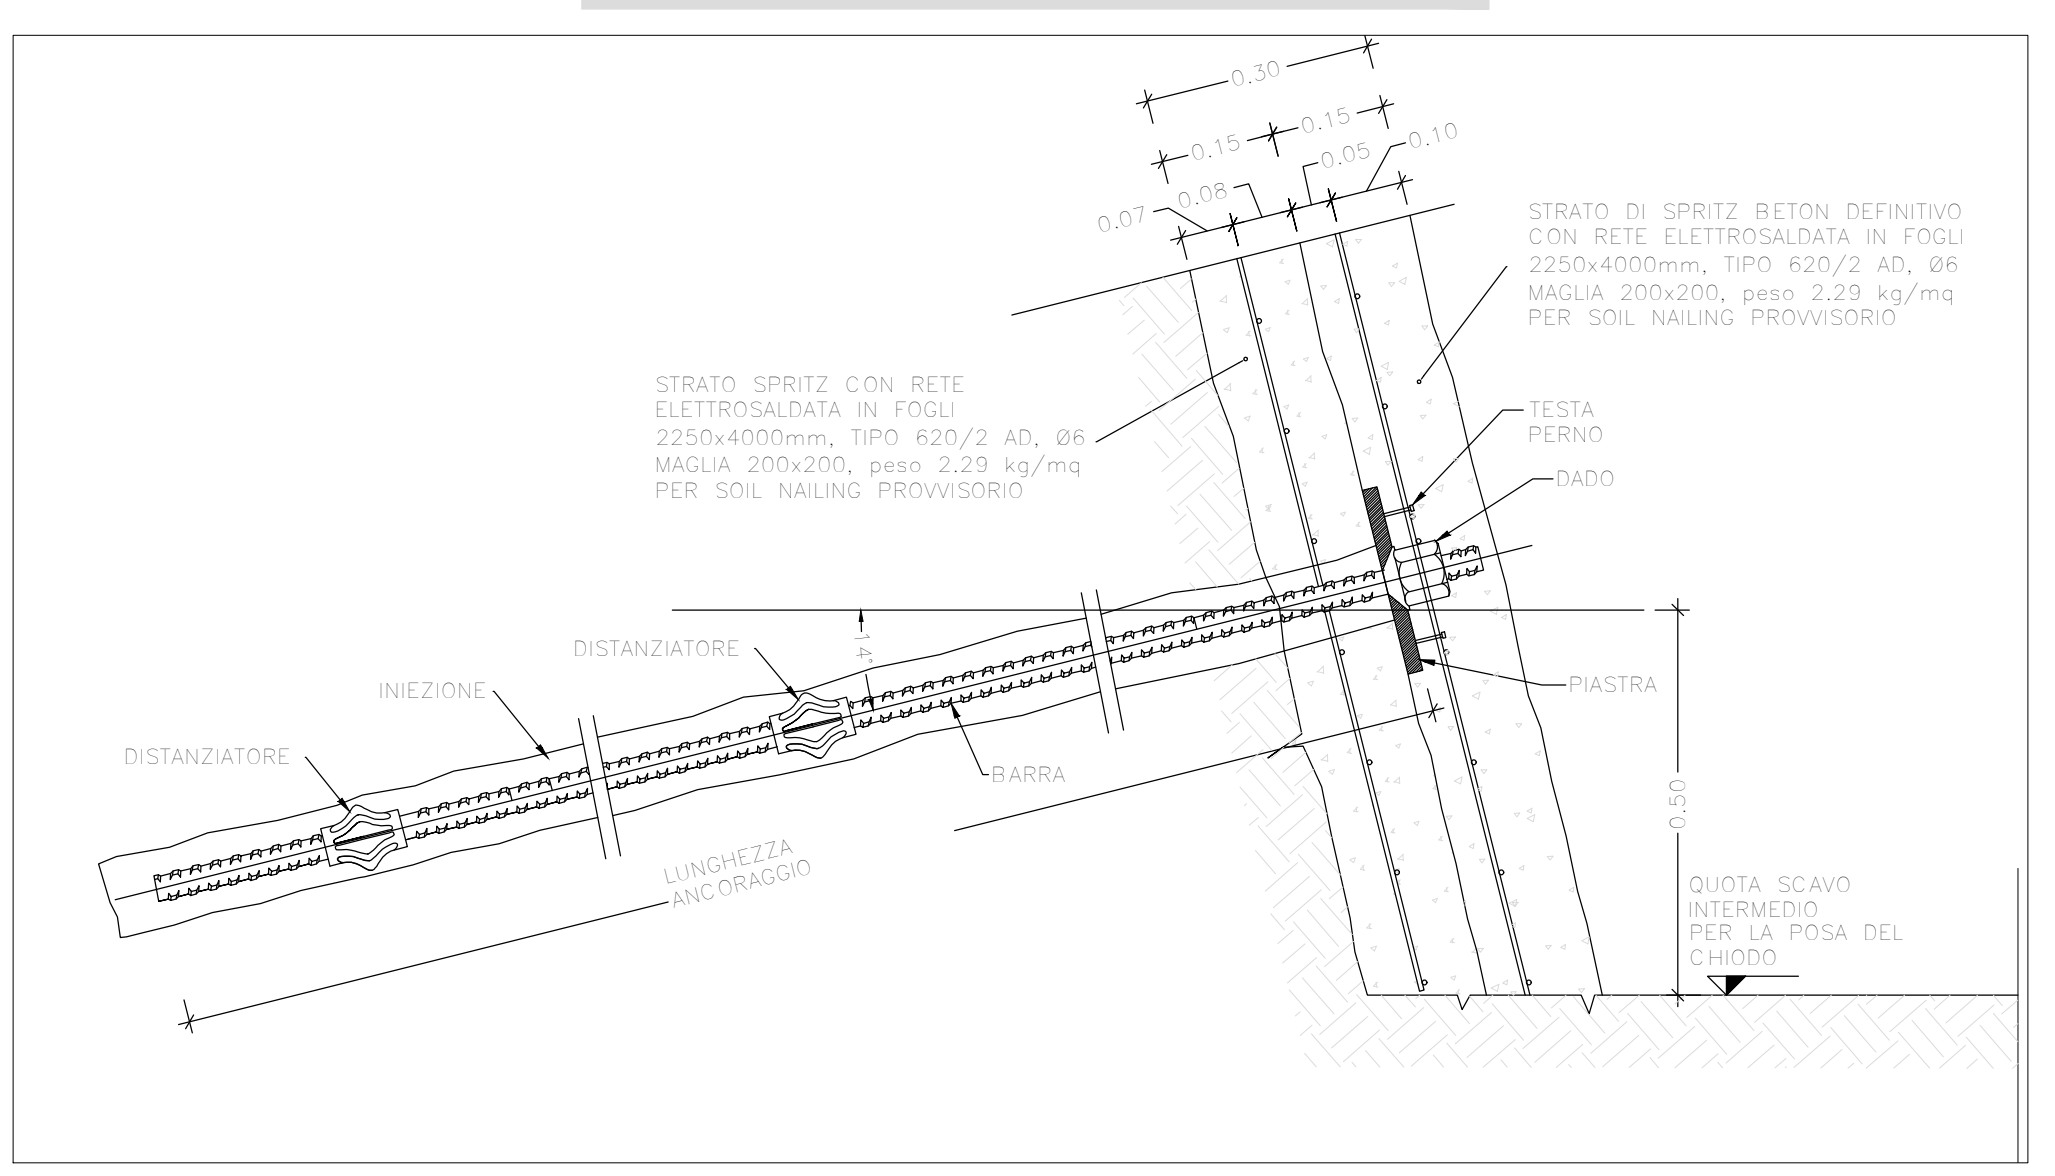 0.30
0.15
0.15
0.07
0.08
0.05
0.10
STRATO DI SPRITZ BETON DEFINITIVO
CON RETE ELETTROSALDATA IN FOGLI
2250x4000mm, TIPO 620/2 AD, Ø6
MAGLIA 200x200, peso 2.29 kg/mq
PER SOIL NAILING PROVVISORIO
STRATO SPRITZ CON RETE
ELETTROSALDATA IN FOGLI
2250x4000mm, TIPO 620/2 AD, Ø6
MAGLIA 200x200, peso 2.29 kg/mq
PER SOIL NAILING PROVVISORIO
TESTA
PERNO
DADO
DISTANZIATORE
14°
INIEZIONE
PIASTRA
DISTANZIATORE
BARRA
0.50
LUNGHEZZA
ANCORAGGIO
QUOTA SCAVO
INTERMEDIO
PER LA POSA DEL
CHIODO